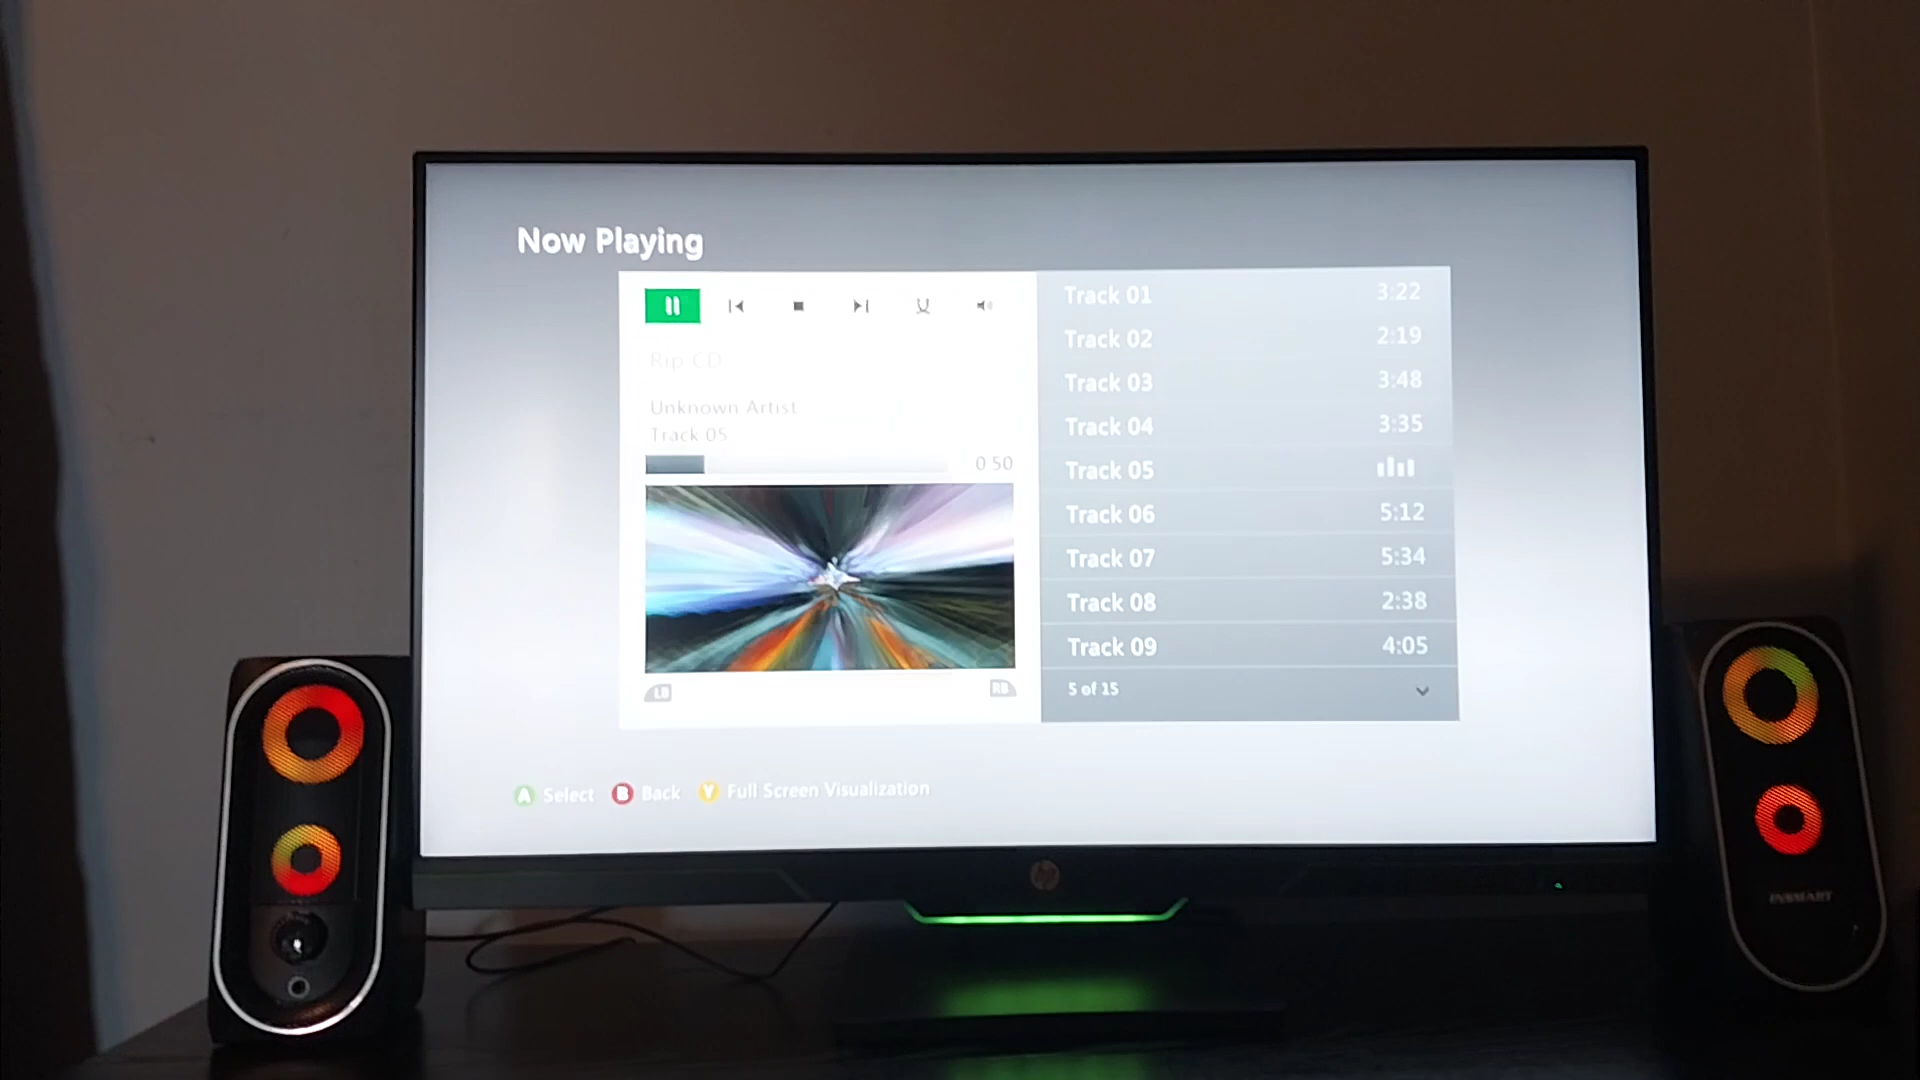 Now Playing
Rip CD
Unknown Artist
Track 05
0:50
LB
RB
Track 01 3:22
Track 02 2:19
Track 03 3:48
Track 04 3:35
Track 05
Track 06 5:12
Track 07 5:34
Track 08 2:38
Track 09 4:05
5 of 15
A Select B Back Y Full Screen Visualization
hp
INSMART